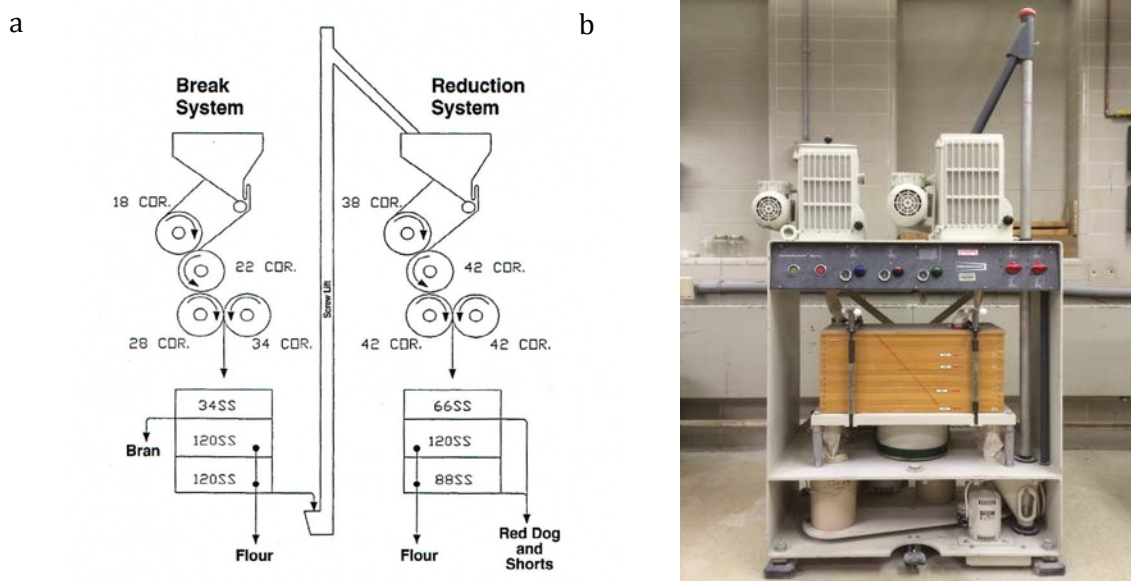 a
b
Break
System
Reduction
System
18 COR.
38 COR.
22 COR.
42 COR.
Screw Lift
28 COR.
34 COR.
42 COR.
42 COR.
34SS
66SS
Bran
120SS
120SS
120SS
88SS
Flour
Flour
Red Dog
and
Shorts